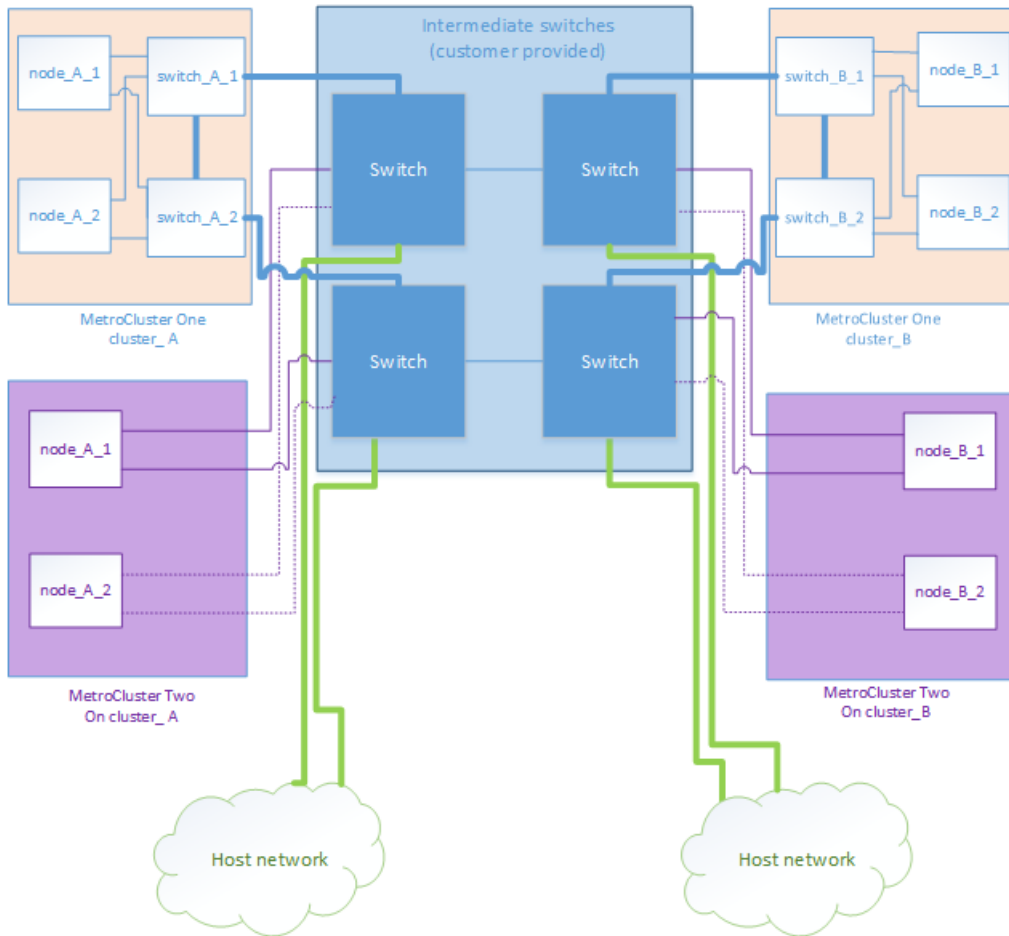 Intermediate switches
(customer provided)
node_A_1
switch_A_1
node_A_2
switch_A_2
MetroCluster One
cluster_ A
switch_B_1
node_B_1
switch_B_2
node_B_2
MetroCluster One
cluster_B
Switch
Switch
Switch
Switch
node_A_1
node_A_2
MetroCluster Two
On cluster_ A
node_B_1
node_B_2
MetroCluster Two
On cluster_B
Host network
Host network